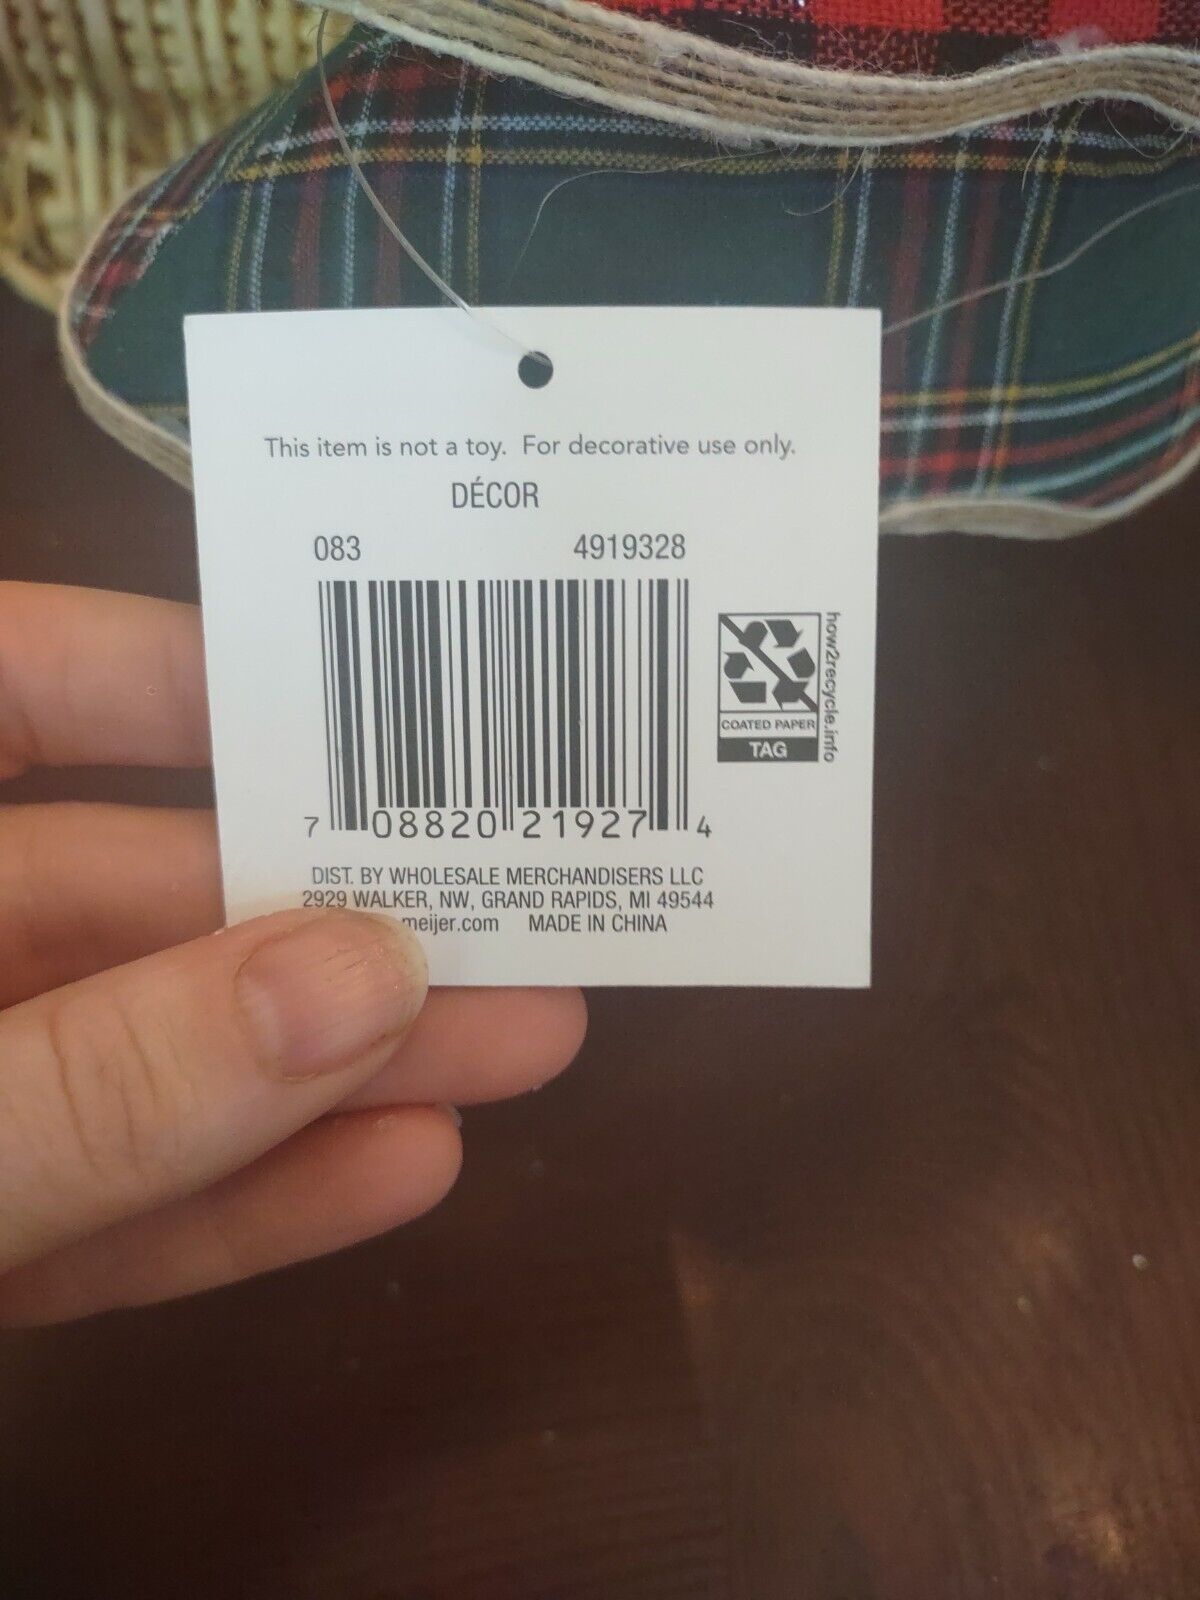 This item is not a toy. For decorative use only.
DÉCOR
083 4919328
7 08820 21927 4
how2recycle.info
COATED PAPER
TAG
DIST. BY WHOLESALE MERCHANDISERS LLC
2929 WALKER, NW, GRAND RAPIDS, MI 49544
meijer.com MADE IN CHINA